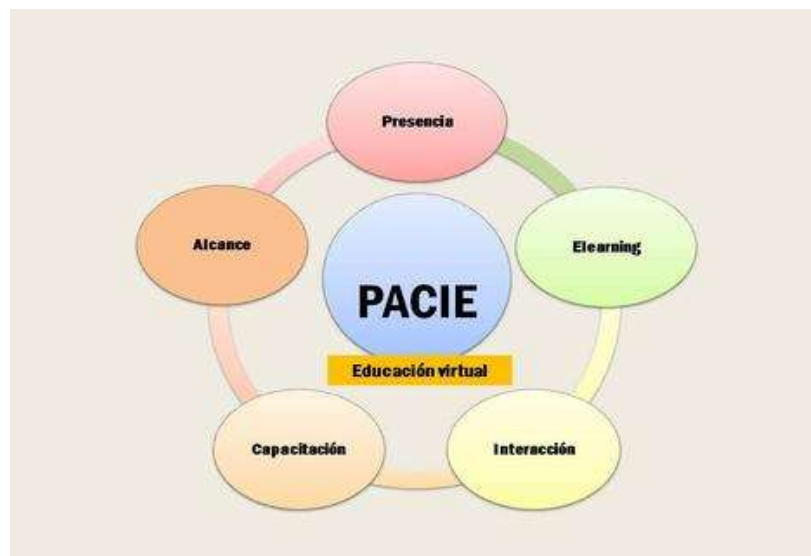 Presencia
Alcance
Elearning
PACIE
Educación virtual
Capacitación
Interacción